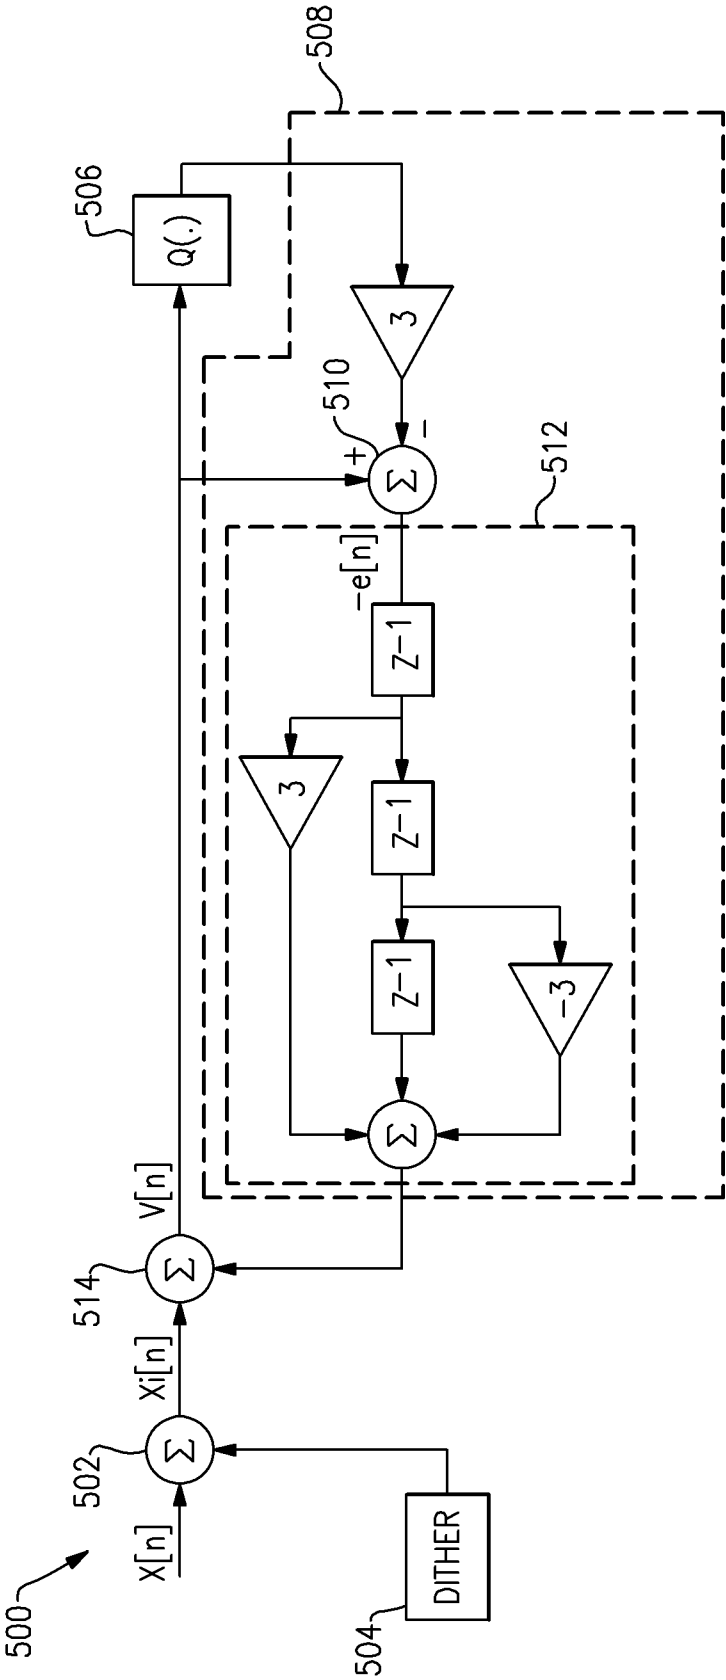 500
X[n]
502
Σ
Xi[n]
514
Σ
V[n]
506
Q(.)
508
504
DITHER
512
Σ
z-1
z-1
z-1
3
-3
-e[n]
510
+
Σ
-
3